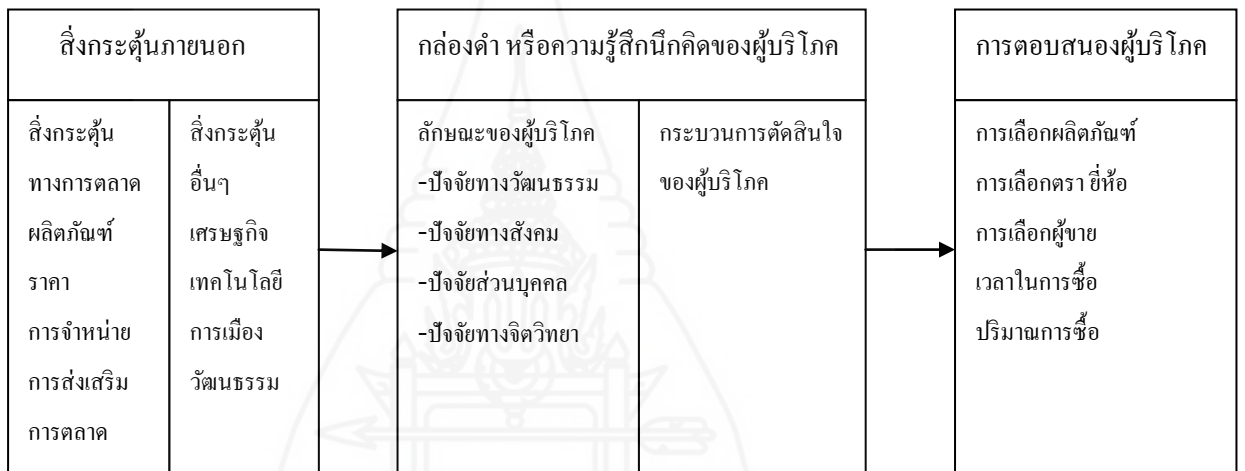 สิ่งกระตุ้นภายนอก
สิ่งกระตุ้น
ทางการตลาด
ผลิตภัณฑ์
ราคา
การจำหน่าย
การส่งเสริม
การตลาด
สิ่งกระตุ้น
อื่นๆ
เศรษฐกิจ
เทคโนโลยี
การเมือง
วัฒนธรรม
กล่องดำ หรือความรู้สึกนึกคิดของผู้บริโภค
ลักษณะของผู้บริโภค
-ปัจจัยทางวัฒนธรรม
-ปัจจัยทางสังคม
-ปัจจัยส่วนบุคคล
-ปัจจัยทางจิตวิทยา
กระบวนการตัดสินใจ
ของผู้บริโภค
การตอบสนองผู้บริโภค
การเลือกผลิตภัณฑ์
การเลือกตรา ยี่ห้อ
การเลือกผู้ขาย
เวลาในการซื้อ
ปริมาณการซื้อ